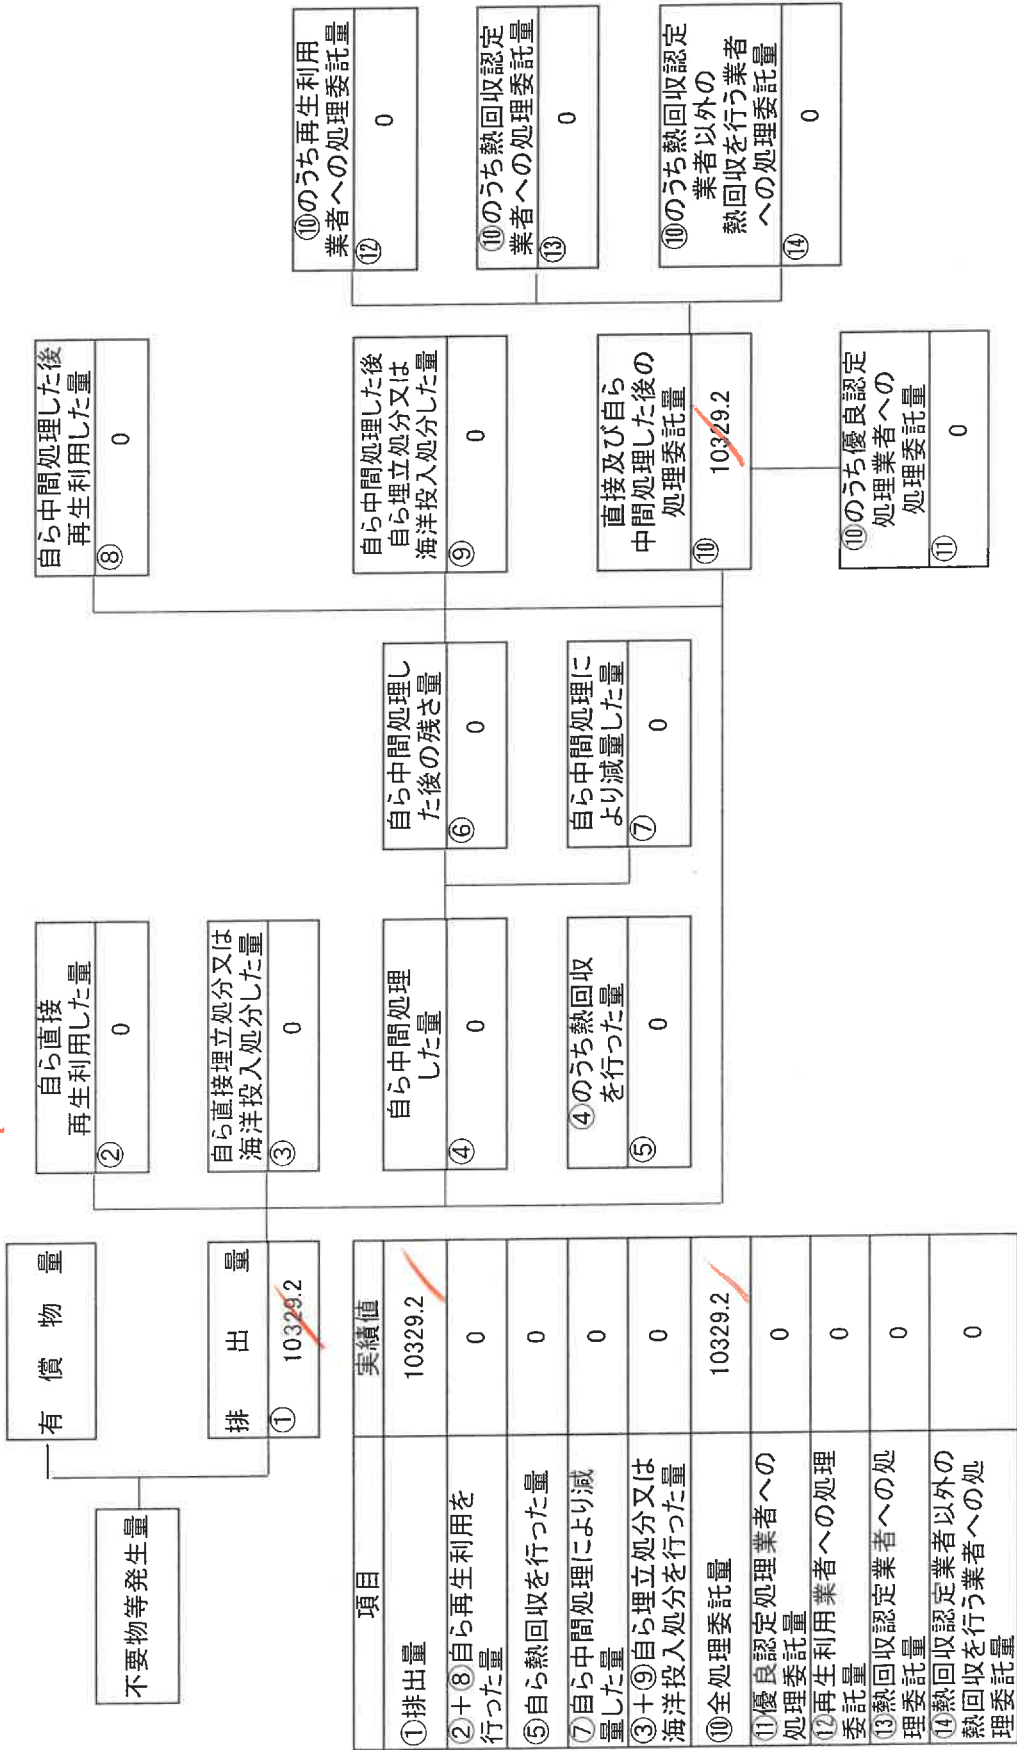 不要物等発生量
有償物量
排出量
①
10329.2
自ら直接
再生利用した量
②
0
自ら直接埋立処分又は
海洋投入処分した量
③
0
自ら中間処理
した量
④
0
④のうち熱回収
を行った量
⑤
0
自ら中間処理し
た後の残さ量
⑥
0
自ら中間処理に
より減量した量
⑦
0
自ら中間処理した後
再生利用した量
⑧
0
自ら中間処理した後
自ら埋立処分又は
海洋投入処分した量
⑨
0
直接及び自ら
中間処理した後の
処理委託量
⑩
10329.2
⑩のうち優良認定
処理業者への
処理委託量
⑪
0
⑩のうち再生利用
業者への処理委託量
⑫
0
⑩のうち熱回収認定
業者への処理委託量
⑬
0
⑩のうち熱回収認定
業者以外の
熱回収を行う業者
への処理委託量
⑭
0
項目 実績値
①排出量 10329.2
②＋⑧自ら再生利用を
行った量 0
⑤自ら熱回収を行った量 0
⑦自ら中間処理により減
量した量 0
③＋⑨自ら埋立処分又は
海洋投入処分を行った量 0
⑩全処理委託量 10329.2
⑪優良認定処理業者への
処理委託量 0
⑫再生利用業者への処理
委託量 0
⑬熱回収認定業者への処
理委託量 0
⑭熱回収認定業者以外の
熱回収を行う業者への処
理委託量 0